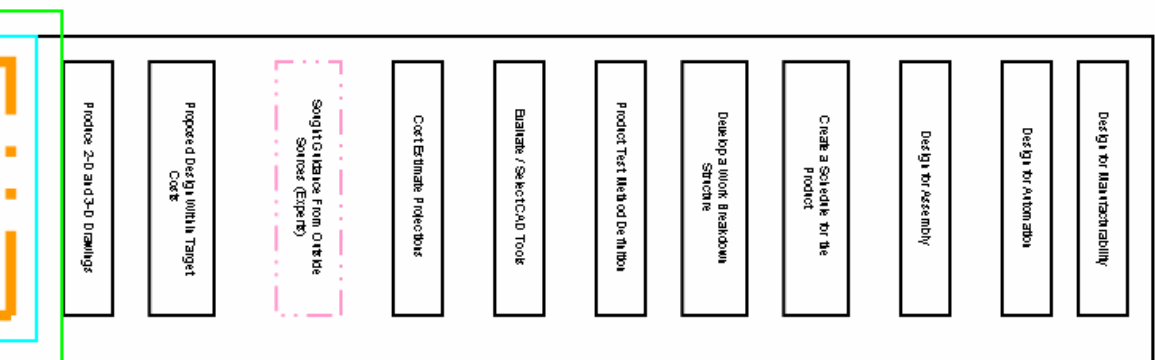 Produce 2-D and 3-D Drawings
Proposed Design Within Target
Costs
Sought Guidance From Outside
Sources (Experts)
Cost Estimate Projections
Evaluate / Select CAD Tools
Product Test Method Definition
Develop a Work Breakdown
Structure
Create a Schedule for the
Product
Design for Assembly
Design for Automation
Design for Manufacturability